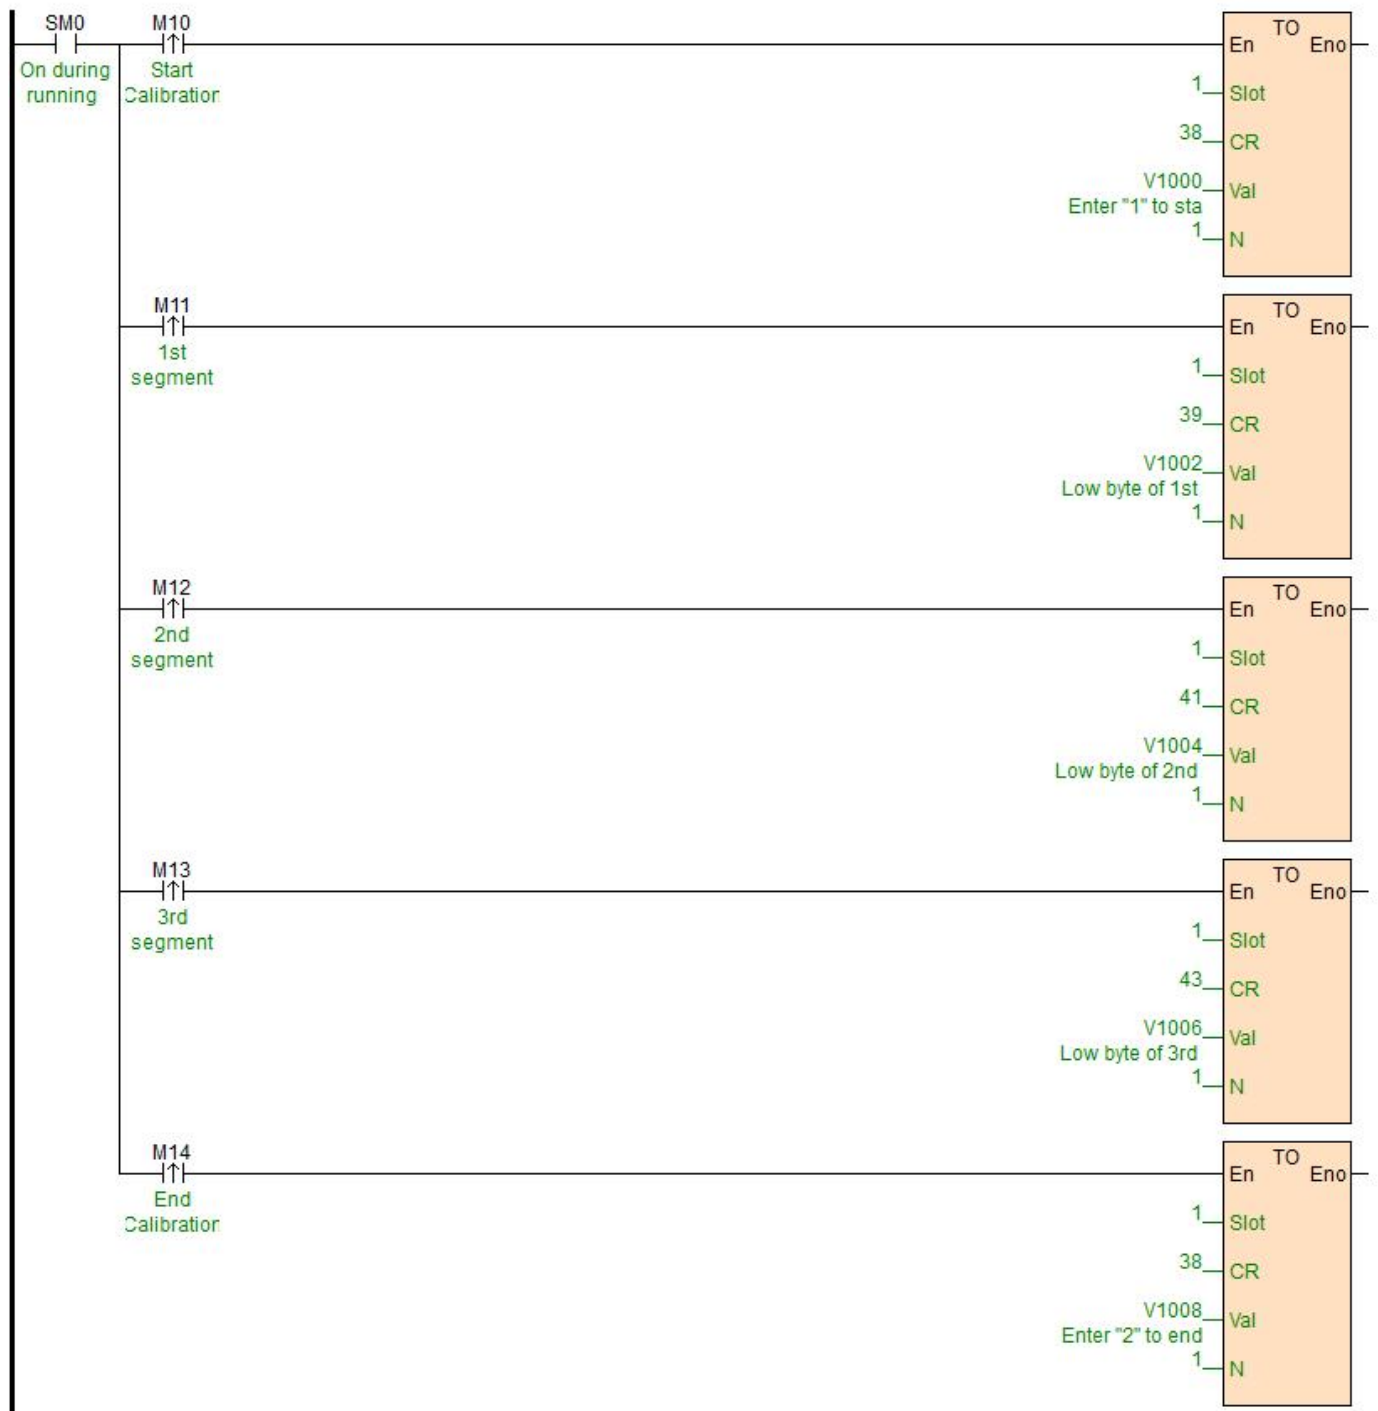 SM0
On during
running
M10
Start
Calibration
TO
En
Eno
1
Slot
38
CR
V1000
Val
Enter "1" to sta
1
N
M11
1st
segment
TO
En
Eno
1
Slot
39
CR
V1002
Val
Low byte of 1st
1
N
M12
2nd
segment
TO
En
Eno
1
Slot
41
CR
V1004
Val
Low byte of 2nd
1
N
M13
3rd
segment
TO
En
Eno
1
Slot
43
CR
V1006
Val
Low byte of 3rd
1
N
M14
End
Calibration
TO
En
Eno
1
Slot
38
CR
V1008
Val
Enter "2" to end
1
N